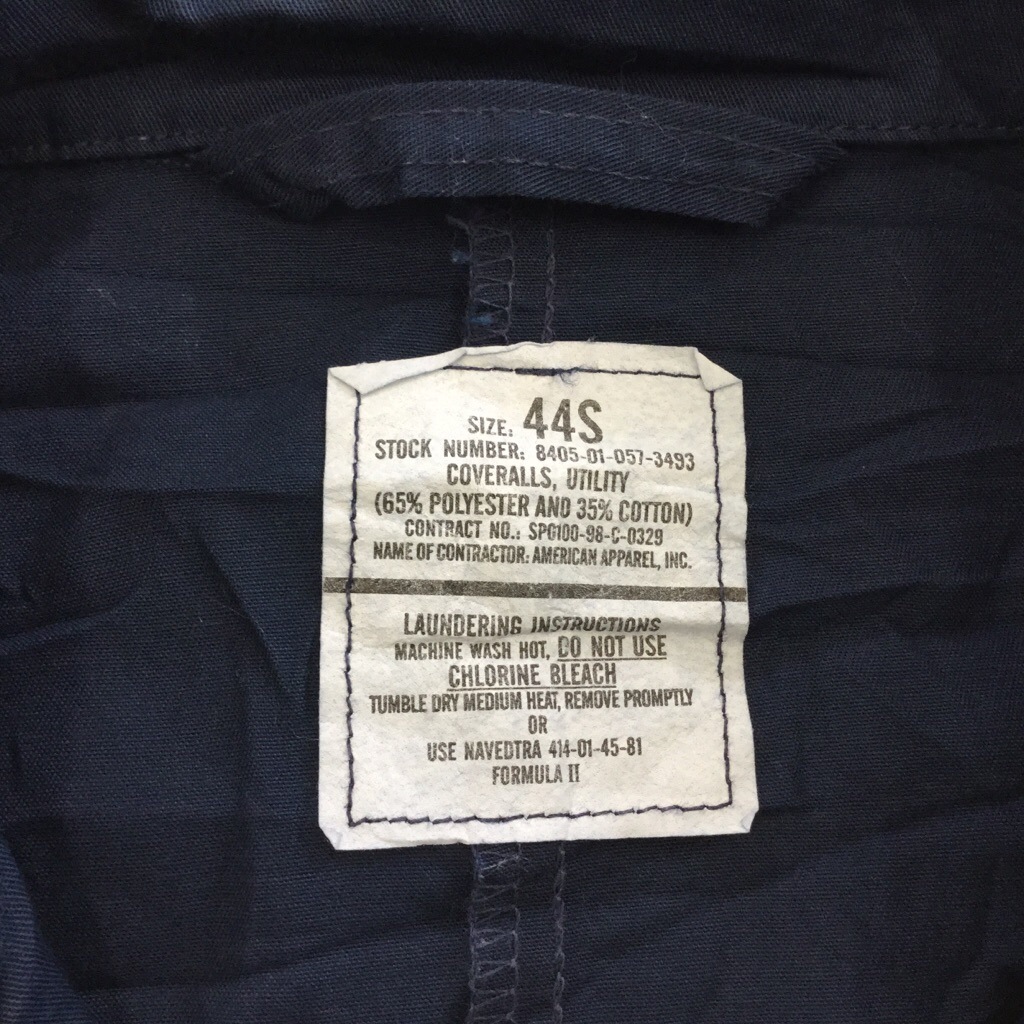 SIZE: 44S
STOCK NUMBER: 8405-01-057-3493
COVERALLS, UTILITY
(65% POLYESTER AND 35% COTTON)
CONTRACT NO.: SPO100-98-C-0329
NAME OF CONTRACTOR: AMERICAN APPAREL, INC.
LAUNDERING INSTRUCTIONS
MACHINE WASH HOT, DO NOT USE
CHLORINE BLEACH
TUMBLE DRY MEDIUM HEAT, REMOVE PROMPTLY
OR
USE NAVEDTRA 414-01-45-81
FORMULA II